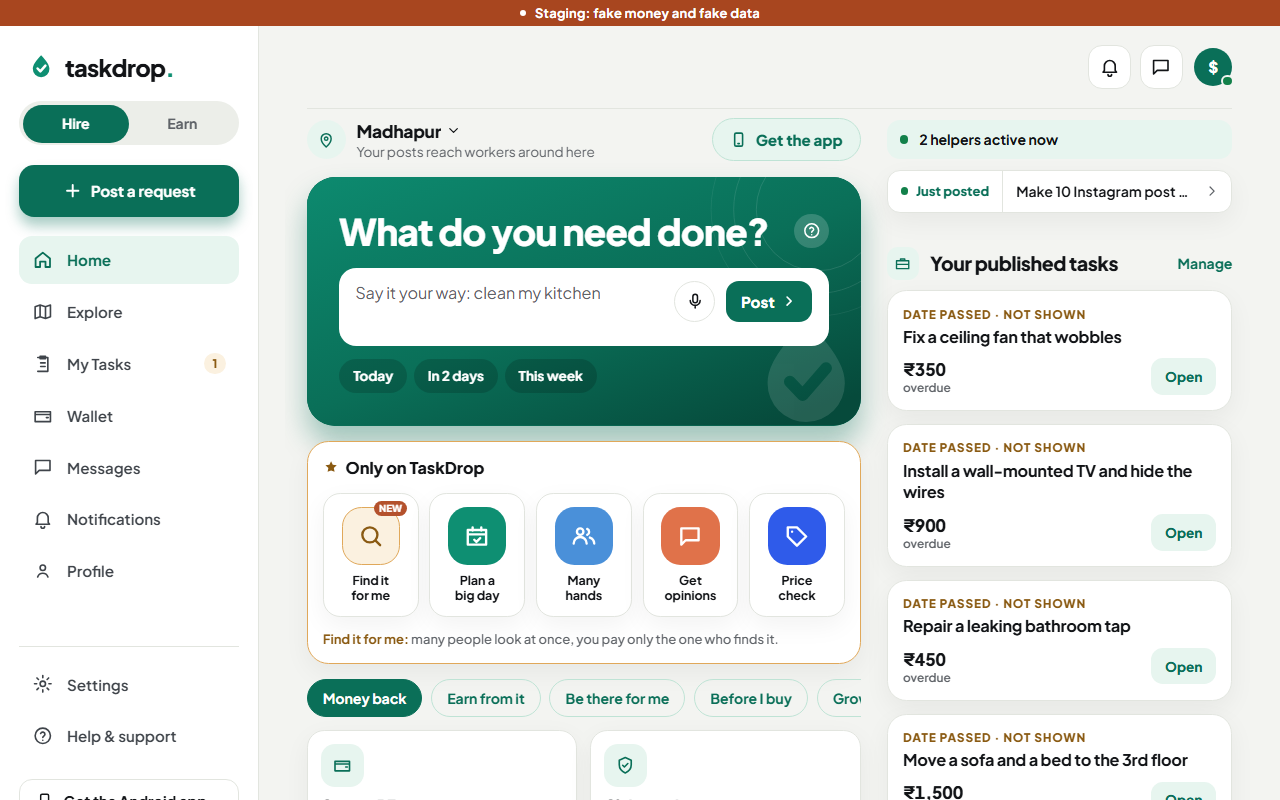 Staging: fake money and fake data
taskdrop.
Hire
Earn
Post a request
Home
Explore
My Tasks
1
Wallet
Messages
Notifications
Profile
Settings
Help & support
Get the Android app
$
Madhapur
Your posts reach workers around here
Get the app
What do you need done?
Say it your way: clean my kitchen
Post
Today
In 2 days
This week
Only on TaskDrop
NEW
Find it
for me
Plan a
big day
Many
hands
Get
opinions
Price
check
Find it for me: many people look at once, you pay only the one who finds it.
Money back
Earn from it
Be there for me
Before I buy
2 helpers active now
Just posted
Make 10 Instagram post ...
Your published tasks
Manage
DATE PASSED · NOT SHOWN
Fix a ceiling fan that wobbles
₹350
overdue
Open
DATE PASSED · NOT SHOWN
Install a wall-mounted TV and hide the
wires
₹900
overdue
Open
DATE PASSED · NOT SHOWN
Repair a leaking bathroom tap
₹450
overdue
Open
DATE PASSED · NOT SHOWN
Move a sofa and a bed to the 3rd floor
₹1,500
Open